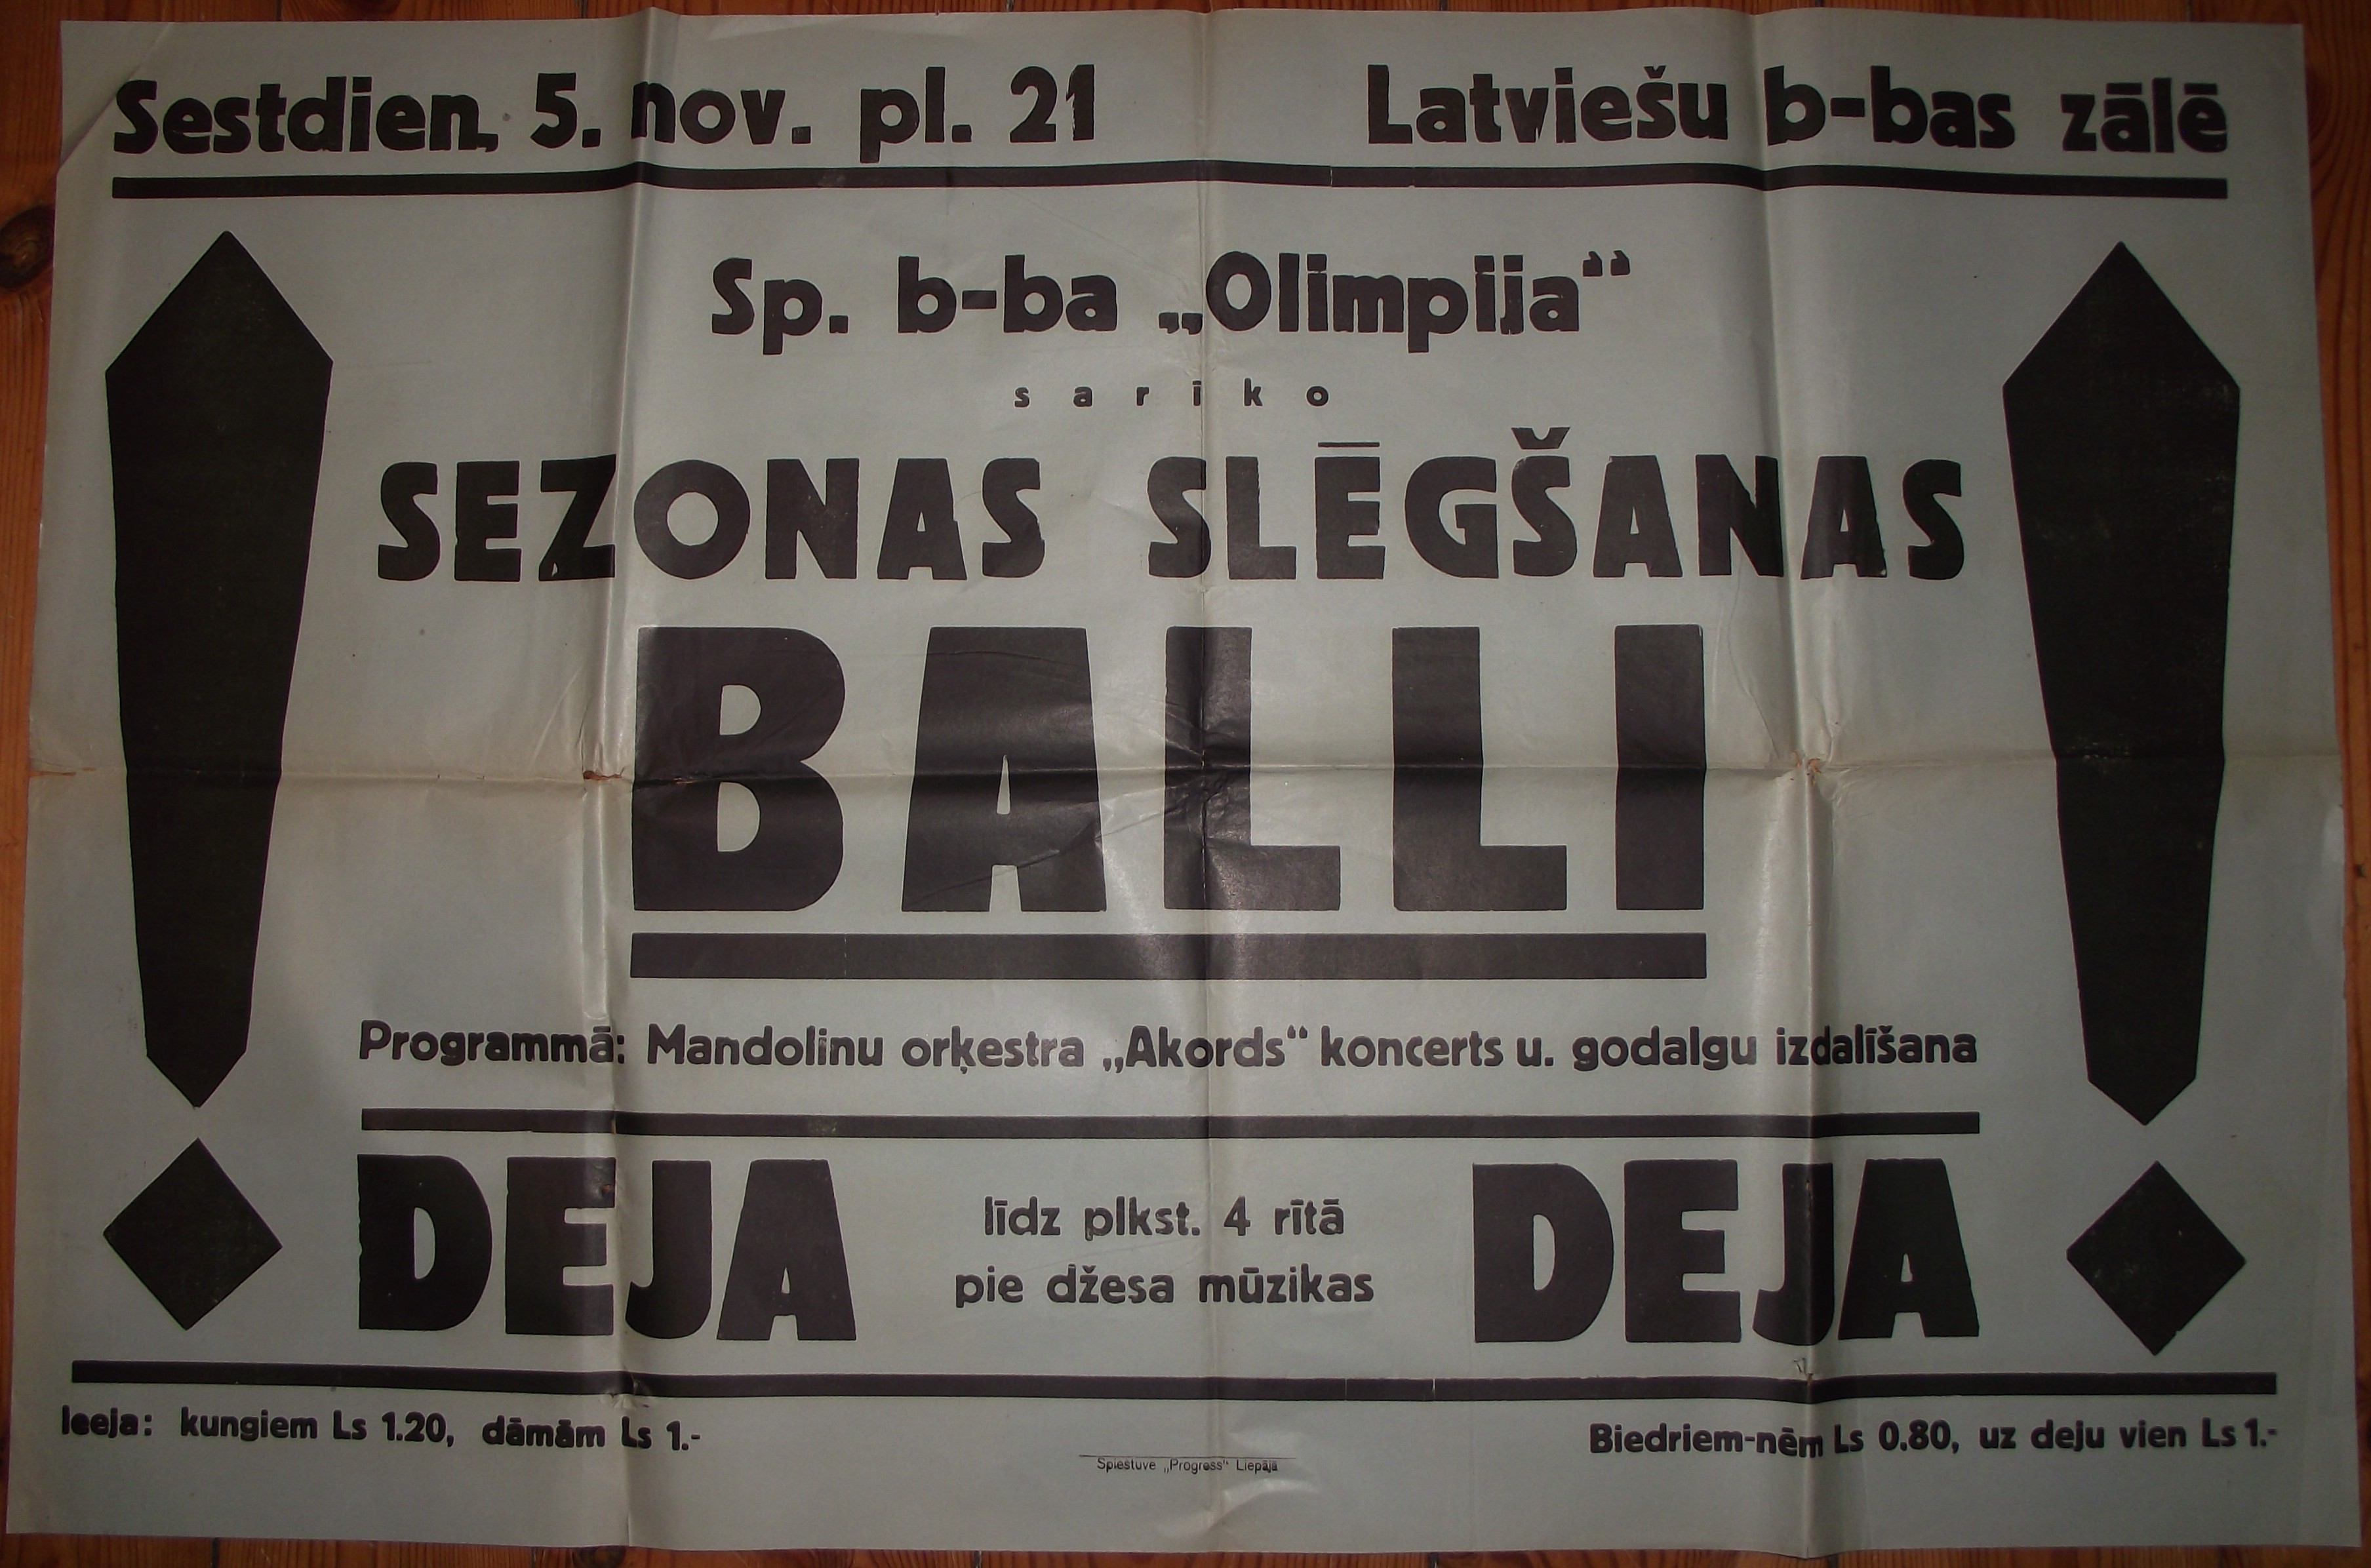 Sestdien, 5. nov. pl. 21 Latviešu b-bas zālē
Sp. b-ba „Olimpija“
sarīko
SEZONAS SLĒGŠANAS
BALLI
Programmā: Mandolinu orķestra „Akords“ koncerts u. godalgu izdalīšana
DEJA līdz plkst. 4 rītā DEJA
pie džesa mūzikas
Ieeja: kungiem Ls 1.20, dāmām Ls 1.- Biedriem-nēm Ls 0.80, uz deju vien Ls 1.-
Spiestuve „Progress“ Liepājā